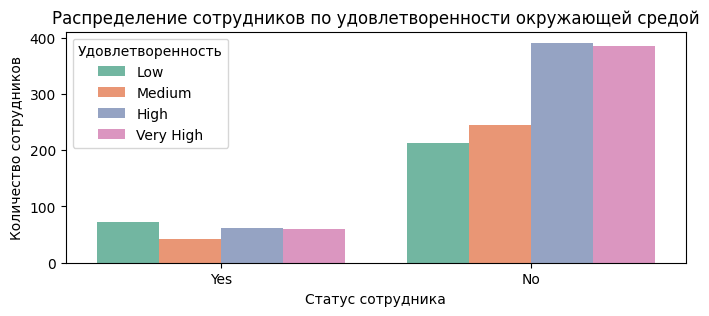 Распределение сотрудников по удовлетворенности окружающей средой
Количество сотрудников
400
300
200
100
0
Удовлетворенность
Low
Medium
High
Very High
Yes
No
Статус сотрудника